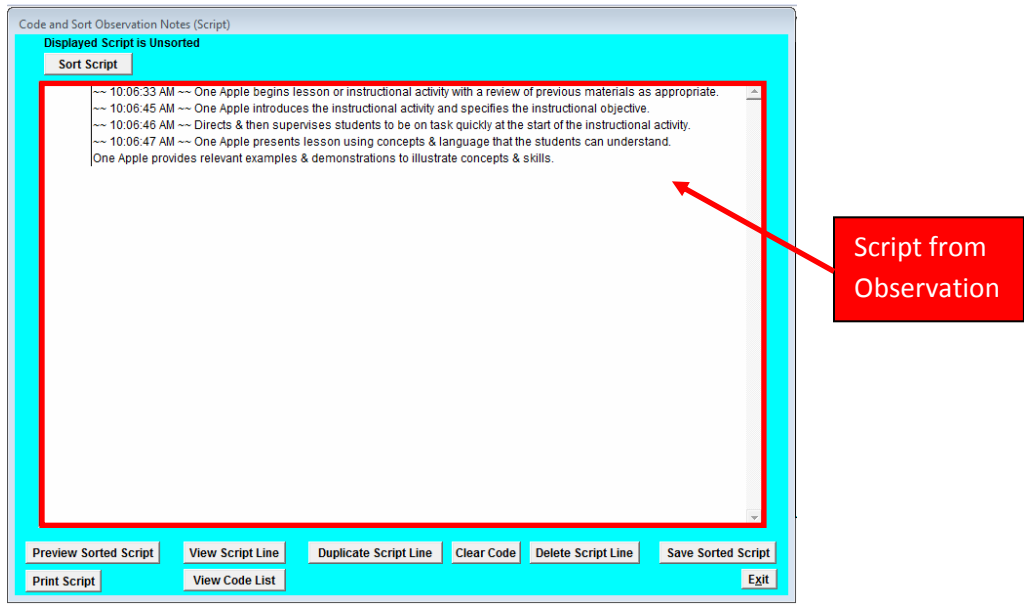 Code and Sort Observation Notes (Script)
Displayed Script is Unsorted
Sort Script
~~ 10:06:33 AM ~~ One Apple begins lesson or instructional activity with a review of previous materials as appropriate.
~~ 10:06:45 AM ~~ One Apple introduces the instructional activity and specifies the instructional objective.
~~ 10:06:46 AM ~~ Directs & then supervises students to be on task quickly at the start of the instructional activity.
~~ 10:06:47 AM ~~ One Apple presents lesson using concepts & language that the students can understand.
One Apple provides relevant examples & demonstrations to illustrate concepts & skills.
Script from
Observation
Preview Sorted Script View Script Line Duplicate Script Line Clear Code Delete Script Line Save Sorted Script
Print Script View Code List Exit